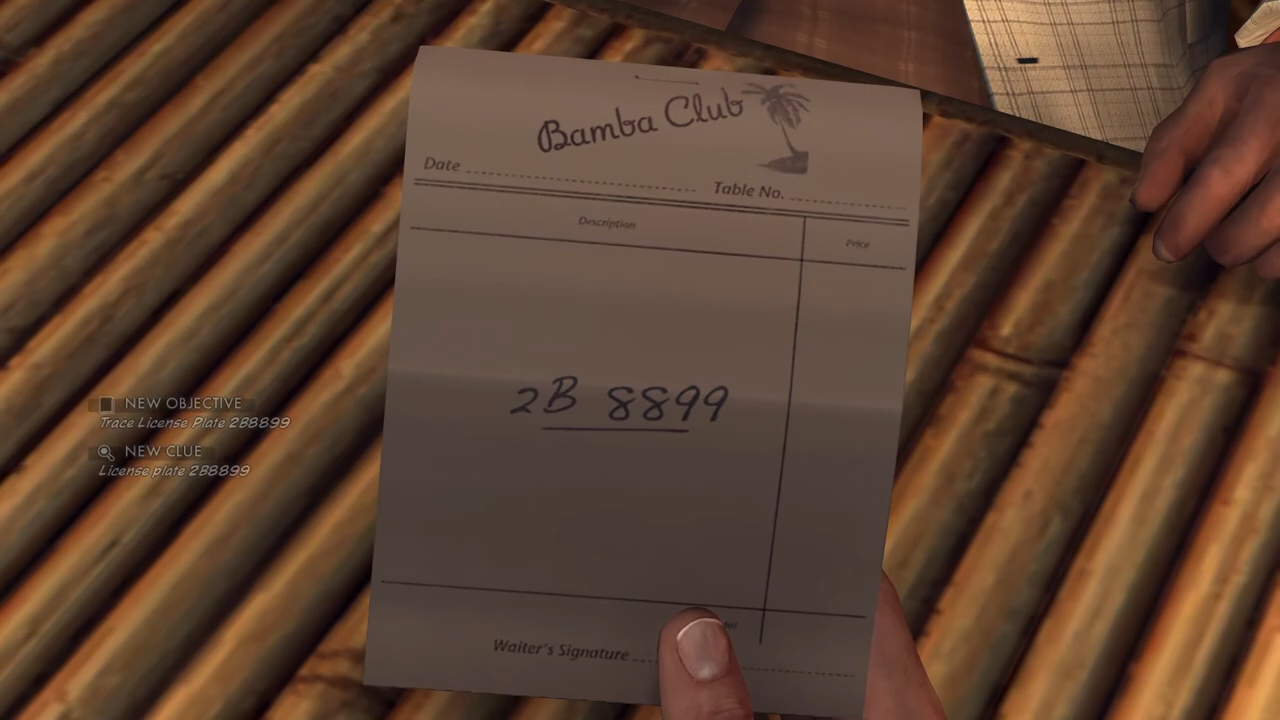 Bamba Club
Date
Table No.
Description
Price
2B 8899
NEW OBJECTIVE
Trace License Plate 2B8899
NEW CLUE
License plate 2B8899
Waiter's Signature